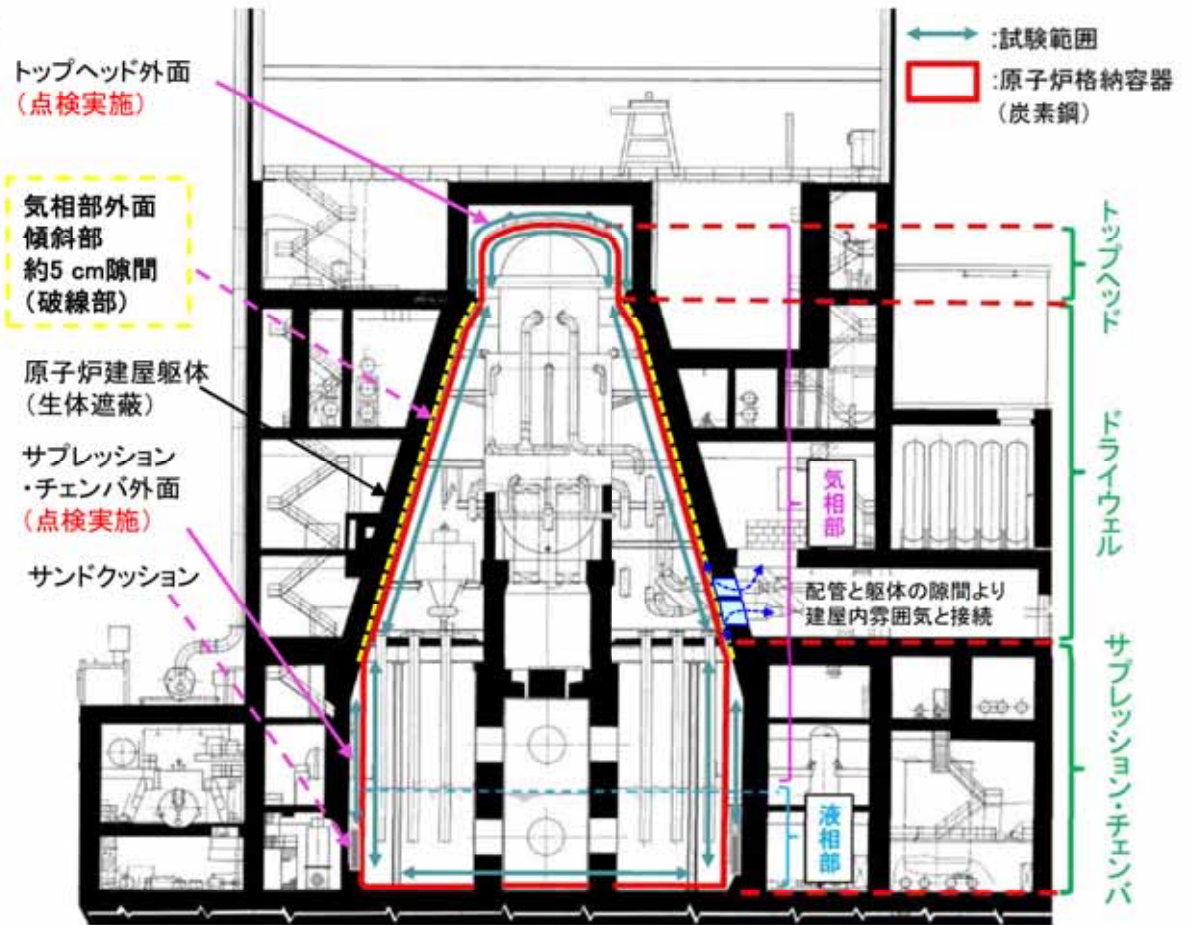 トップヘッド外面
（点検実施）
気相部外面
傾斜部
約5 cm隙間
（破線部）
原子炉建屋躯体
（生体遮蔽）
サプレッション
・チェンバ外面
（点検実施）
サンドクッション
:試験範囲
:原子炉格納容器
（炭素鋼）
トップヘッド
ドライウェル
サプレッション・チェンバ
気相部
配管と躯体の隙間より
建屋内雰囲気と接続
液相部